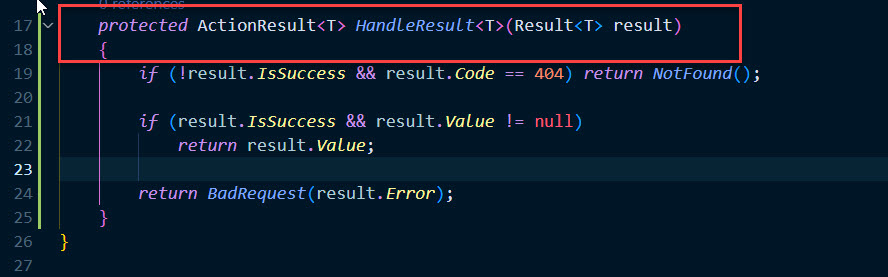 0 references
17 protected ActionResult<T> HandleResult<T>(Result<T> result)
18 {
19 if (!result.IsSuccess && result.Code == 404) return NotFound();
20
21 if (result.IsSuccess && result.Value != null)
22 return result.Value;
23
24 return BadRequest(result.Error);
25 }
26 }
27